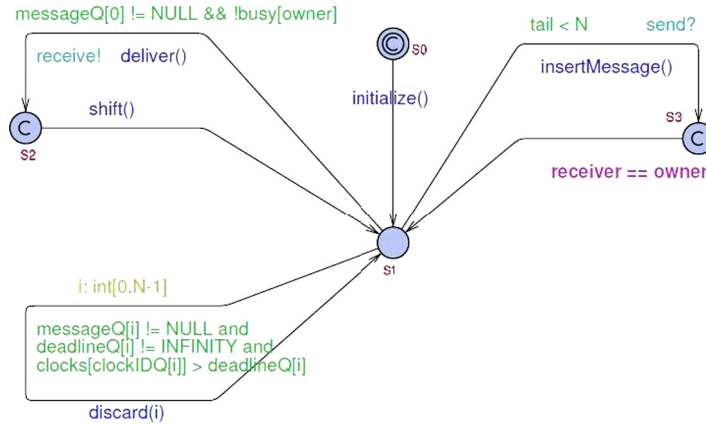 messageQ[0] != NULL && !busy[owner]
tail < N send?
receive! deliver()
C S0
insertMessage()
shift()
initialize()
S3
C
S2
C
receiver == owner
S1
i: int[0.N-1]
messageQ[i] != NULL and
deadlineQ[i] != INFINITY and
clocks[clockIDQ[i]] > deadlineQ[i]
discard(i)